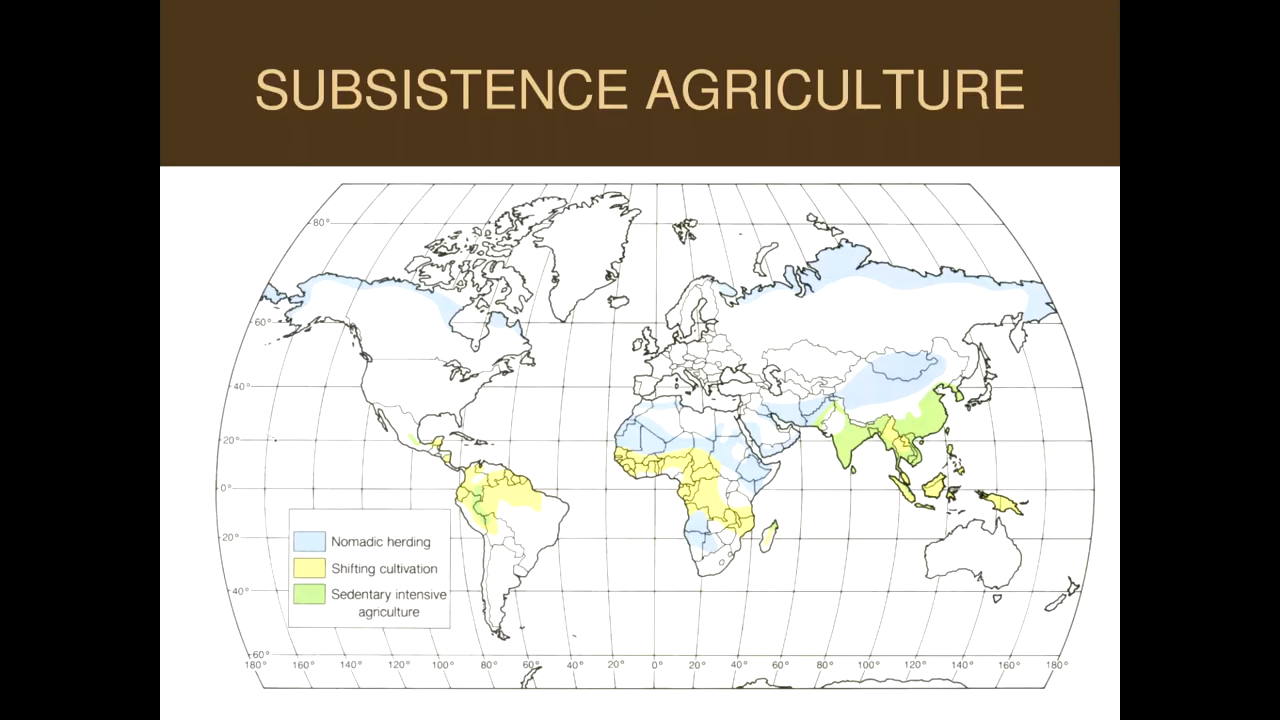 SUBSISTENCE AGRICULTURE
80°
60°
40°
20°
0°
20°
40°
60°
Nomadic herding
Shifting cultivation
Sedentary intensive
agriculture
180° 160° 140° 120° 100° 80° 60° 40° 20° 0° 20° 40° 60° 80° 100° 120° 140° 160° 180°